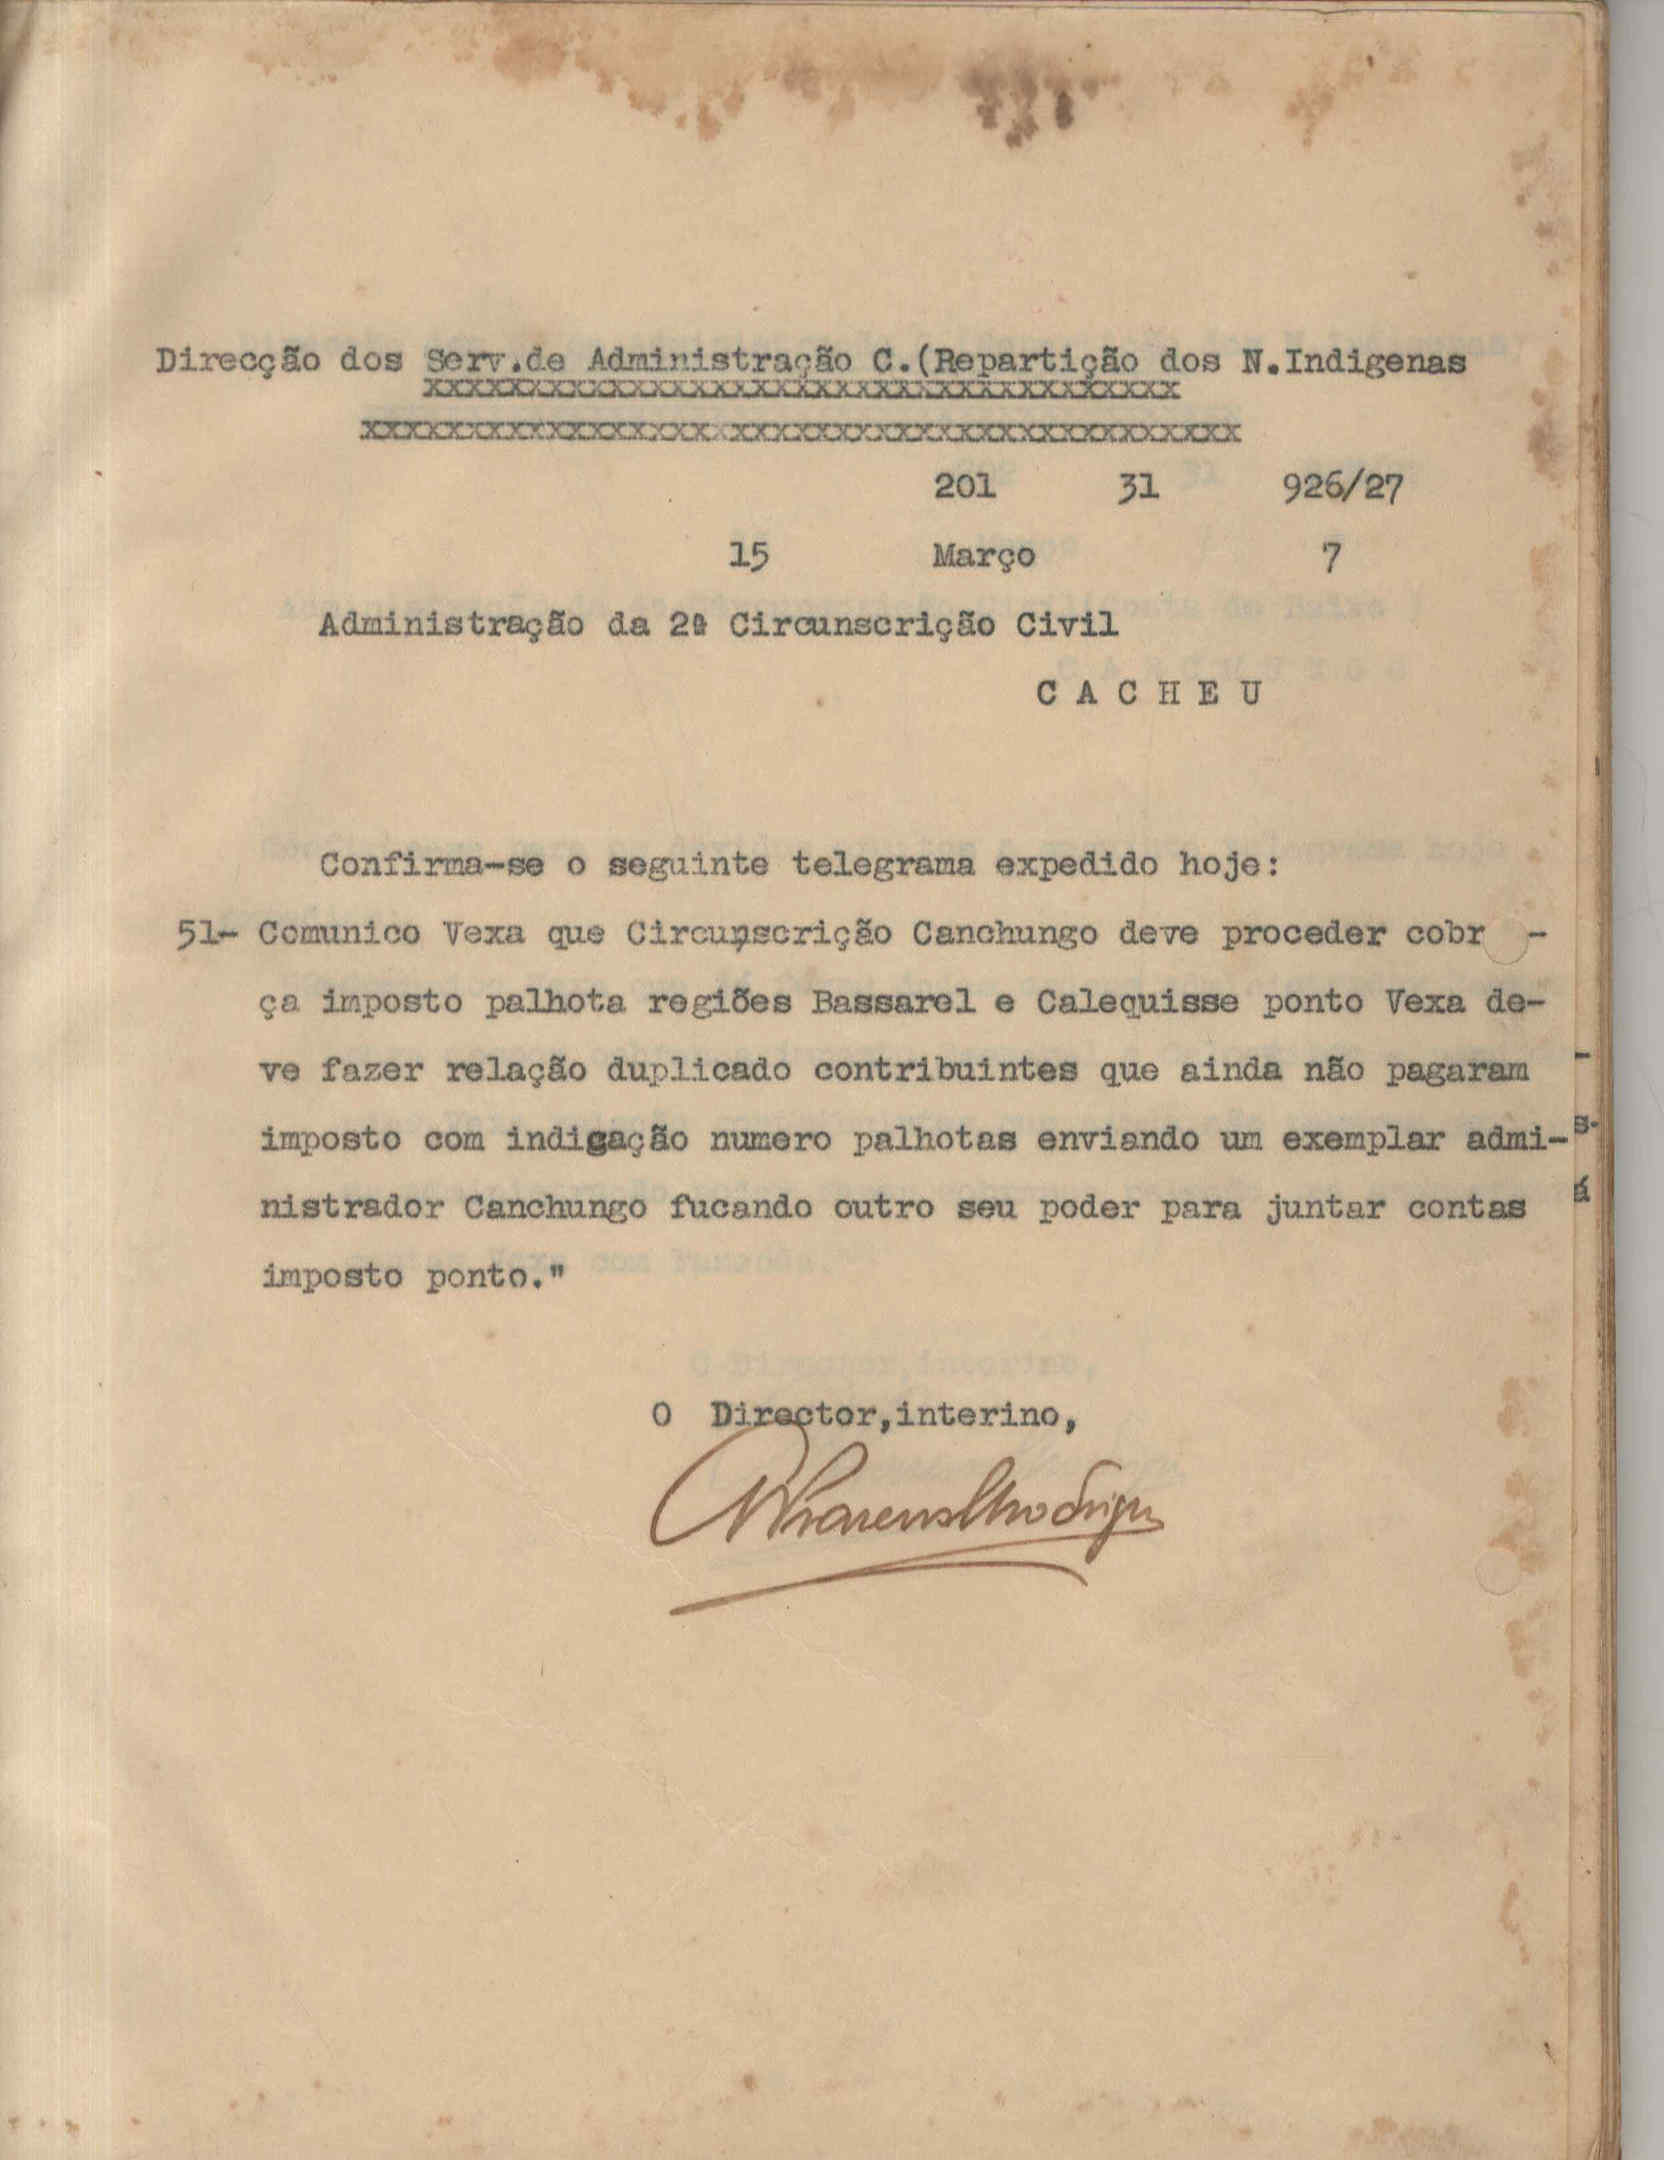 Direcção dos Serv.de Administração C.(Repartição dos N.Indigenas
xxxxxxxxxxxxxxxxxxxxxxxxxxxxxxxxxxxxx
xxxxxxxxxxxxxxxxxxxxxxxxxxxxxxxxxxxxxxxxxxx
201 31 926/27
15 Março 7
Administração da 2ª Circunscrição Civil
C A C H E U
Confirma-se o seguinte telegrama expedido hoje:
51- Comunico Vexa que Circunscrição Canchungo deve proceder cobr -
ça imposto palhota regiões Bassarel e Calequisse ponto Vexa de-
ve fazer relação duplicado contribuintes que ainda não pagaram
imposto com indigação numero palhotas enviando um exemplar admi-
nistrador Canchungo fucando outro seu poder para juntar contas
imposto ponto."
O Director,interino,